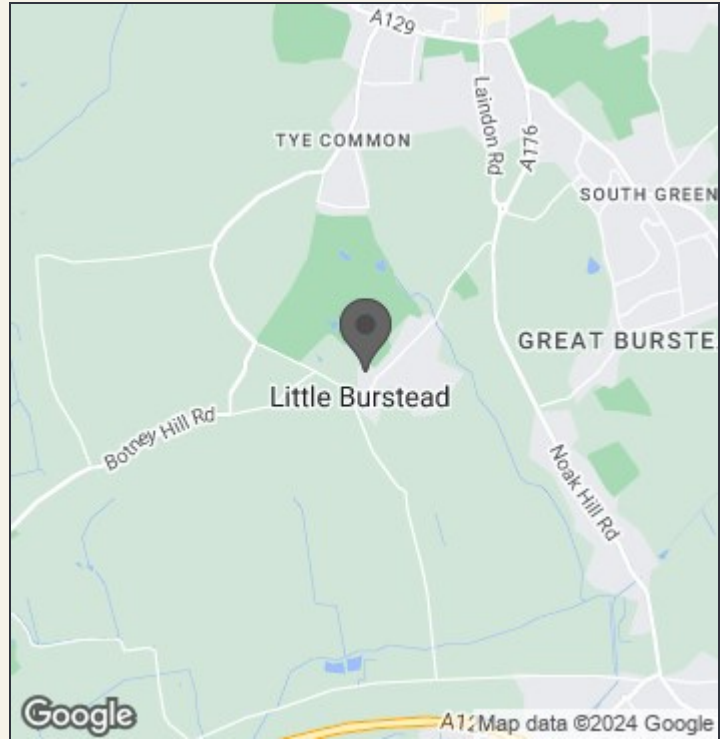 A129
Laindon Rd
A176
TYE COMMON
SOUTH GREEN
GREAT BURSTE
Little Burstead
Botney Hill Rd
Noak Hill Rd
Google
A12
Map data ©2024 Google